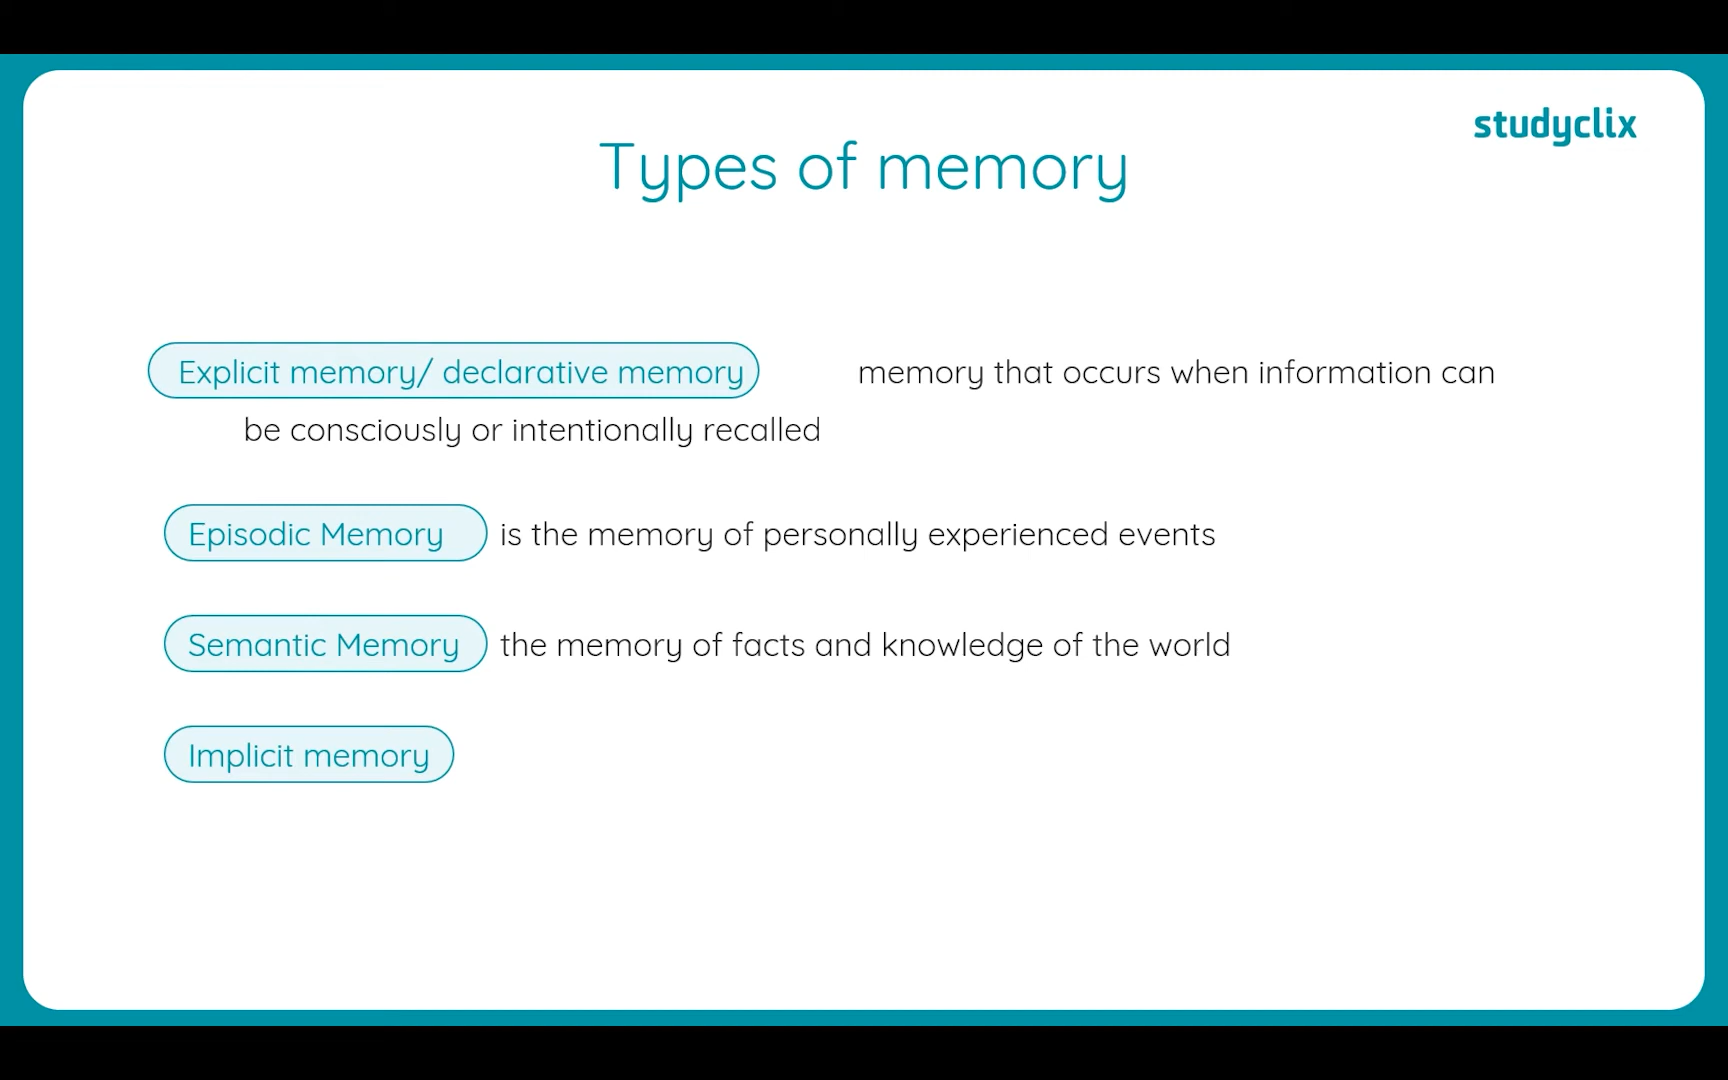 studyclix
Types of memory
Explicit memory/ declarative memory memory that occurs when information can
be consciously or intentionally recalled
Episodic Memory is the memory of personally experienced events
Semantic Memory the memory of facts and knowledge of the world
Implicit memory